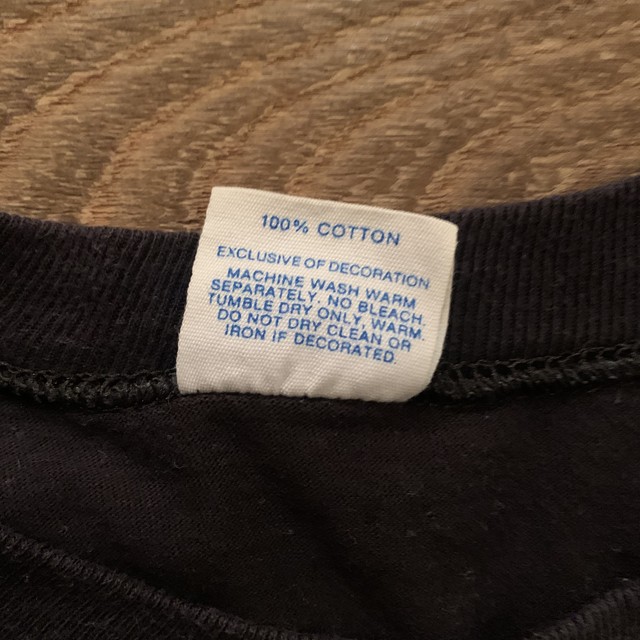 100% COTTON
EXCLUSIVE OF DECORATION
MACHINE WASH WARM
SEPARATELY. NO BLEACH.
TUMBLE DRY ONLY, WARM.
DO NOT DRY CLEAN OR
IRON IF DECORATED